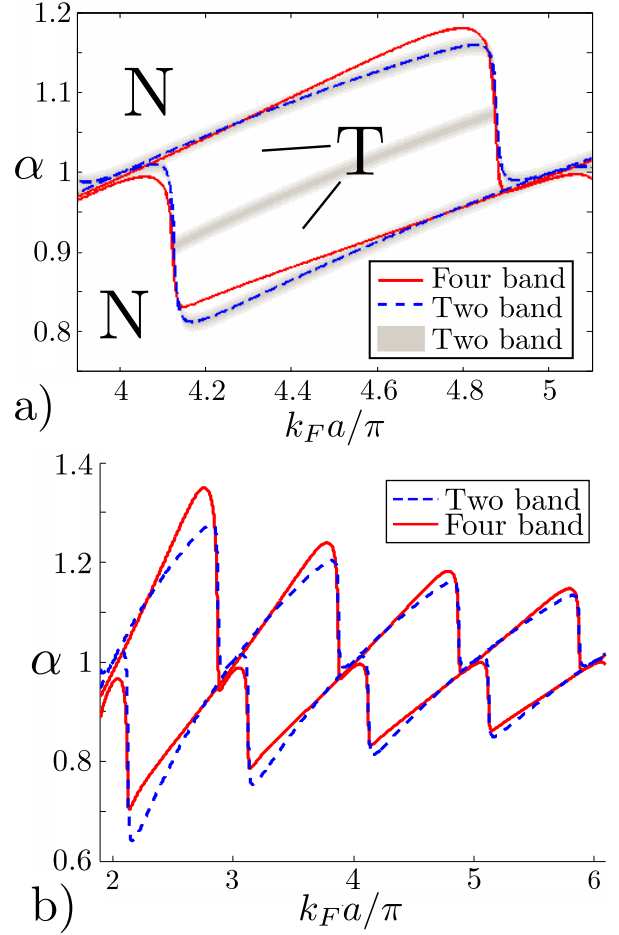 1.2
1.1
1
0.9
0.8
α
N
T
N
Four band
Two band
Two band
4
4.2
4.4
4.6
4.8
5
a)
k_F a/π
1.4
1.2
1
0.8
0.6
α
Two band
Four band
2
3
4
5
6
b)
k_F a/π